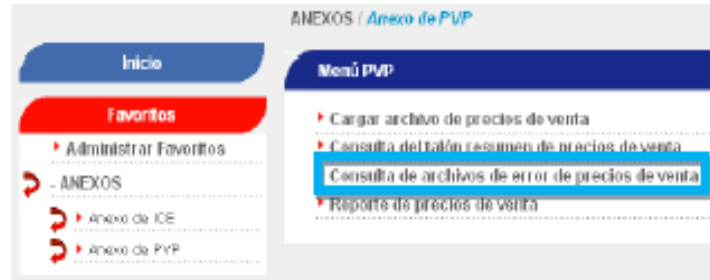 ANEXOS / Anexo de PVP
Inicio
Favoritos
Administrar Favoritos
- ANEXOS
Anexo de ICE
Anexo de PVP
Menú PVP
Cargar archivo de precios de venta
Consulta del talón resumen de precios de venta
Consulta de archivos de error de precios de venta
Reporte de precios de venta